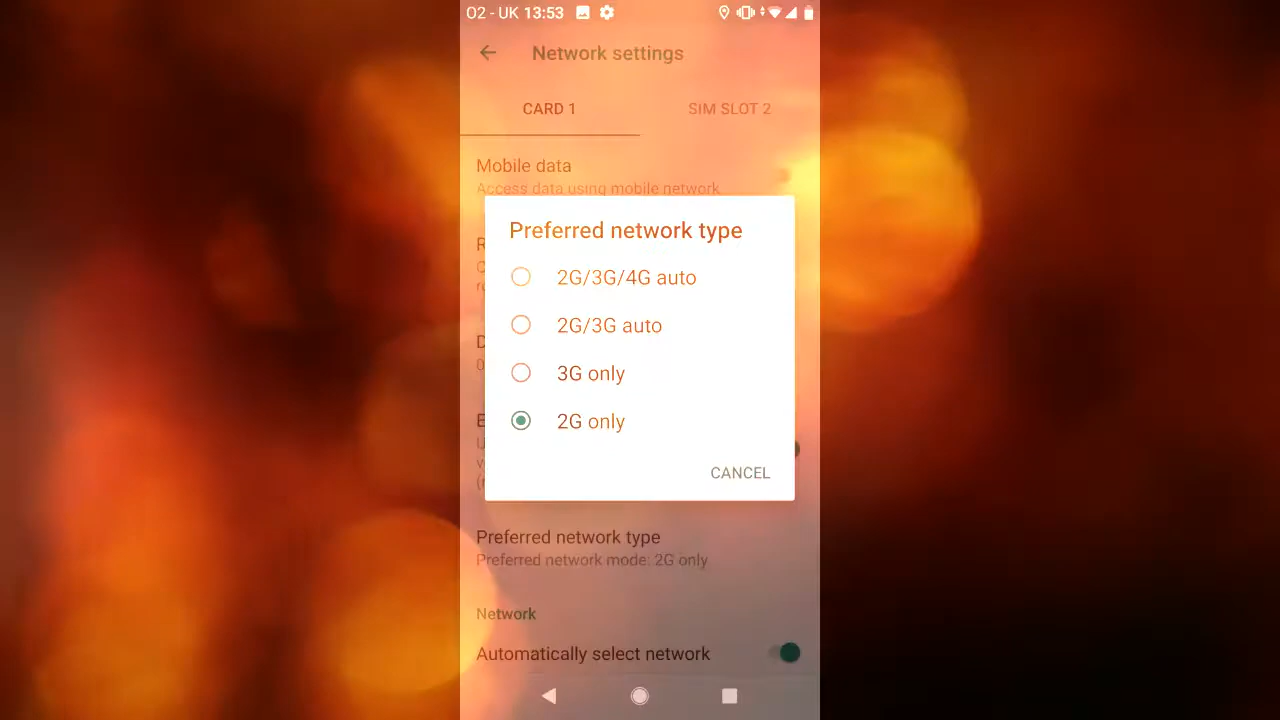 O2 - UK 13:53
Network settings
CARD 1
SIM SLOT 2
Mobile data
Access data using mobile network
Preferred network type
2G/3G/4G auto
2G/3G auto
3G only
2G only
CANCEL
Preferred network type
Preferred network mode: 2G only
Network
Automatically select network